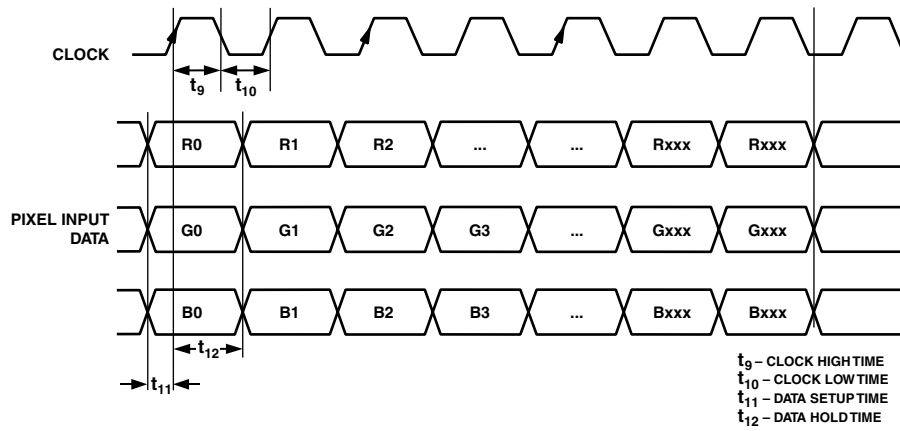 CLOCK
t9 t10
R0 R1 R2 ... ... Rxxx Rxxx
PIXEL INPUT
DATA
G0 G1 G2 G3 ... Gxxx Gxxx
B0 B1 B2 B3 ... Bxxx Bxxx
t12
t11
t9 – CLOCK HIGH TIME
t10 – CLOCK LOW TIME
t11 – DATA SETUP TIME
t12 – DATA HOLD TIME